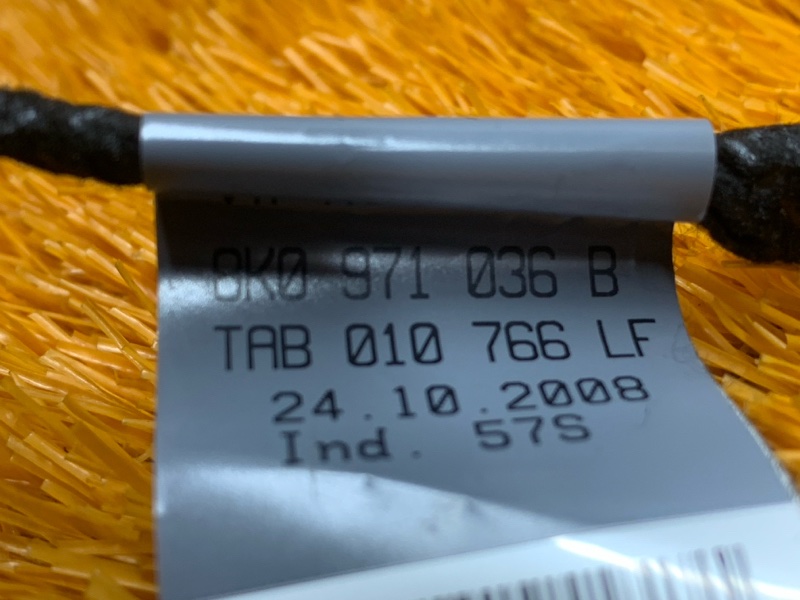 8K0 971 036 B
TAB 010 766 LF
24.10.2008
Ind. 57S